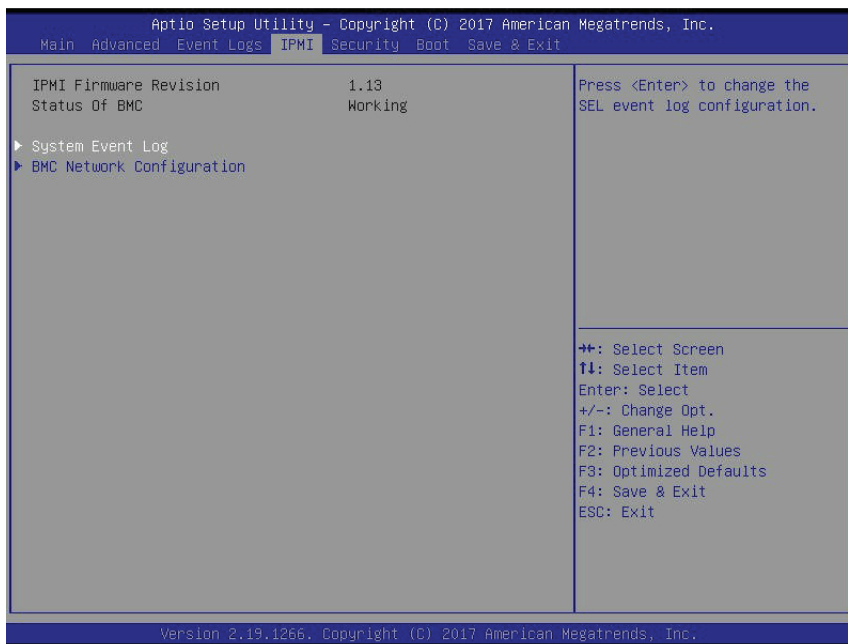 Aptio Setup Utility – Copyright (C) 2017 American Megatrends, Inc.
Main Advanced Event Logs IPMI Security Boot Save & Exit
IPMI Firmware Revision 1.13
Status Of BMC Working
▶ System Event Log
▶ BMC Network Configuration
Press <Enter> to change the
SEL event log configuration.
→←: Select Screen
↑↓: Select Item
Enter: Select
+/-: Change Opt.
F1: General Help
F2: Previous Values
F3: Optimized Defaults
F4: Save & Exit
ESC: Exit
Version 2.19.1266. Copyright (C) 2017 American Megatrends, Inc.